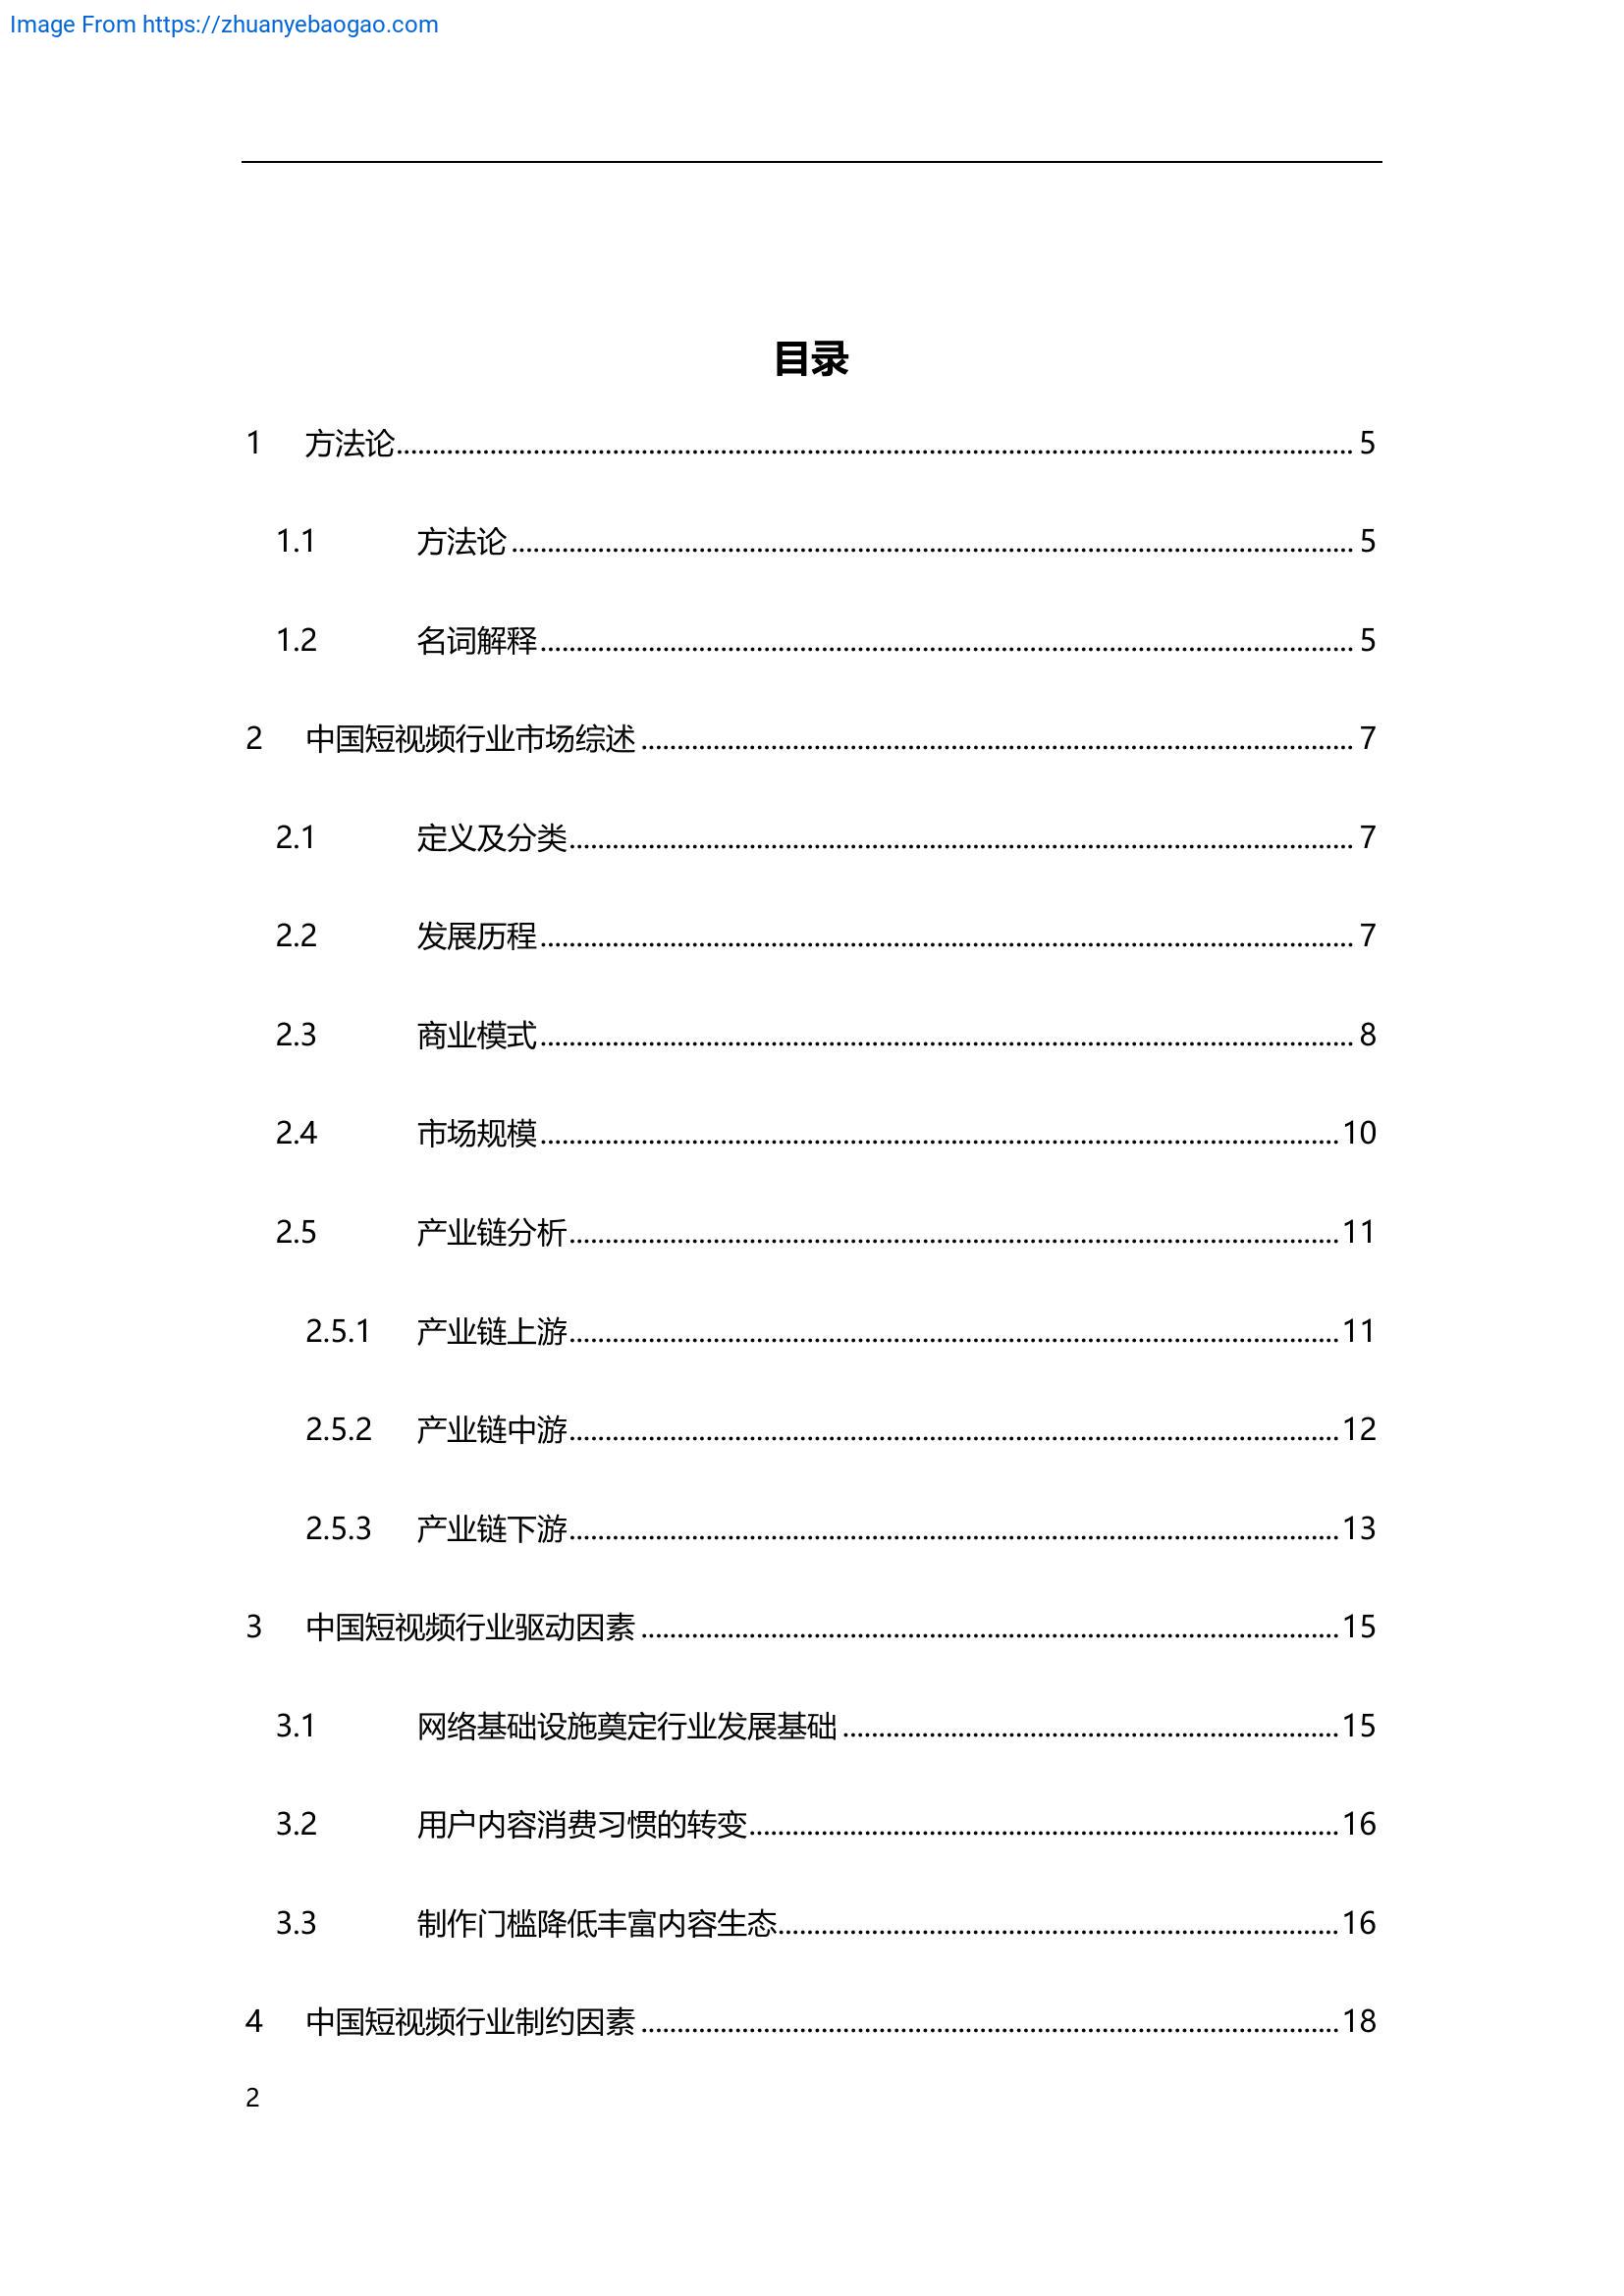 Image From https://zhuanyebaogao.com
目录
1 方法论 5
1.1 方法论 5
1.2 名词解释 5
2 中国短视频行业市场综述 7
2.1 定义及分类 7
2.2 发展历程 7
2.3 商业模式 8
2.4 市场规模 10
2.5 产业链分析 11
2.5.1 产业链上游 11
2.5.2 产业链中游 12
2.5.3 产业链下游 13
3 中国短视频行业驱动因素 15
3.1 网络基础设施奠定行业发展基础 15
3.2 用户内容消费习惯的转变 16
3.3 制作门槛降低丰富内容生态 16
4 中国短视频行业制约因素 18
2